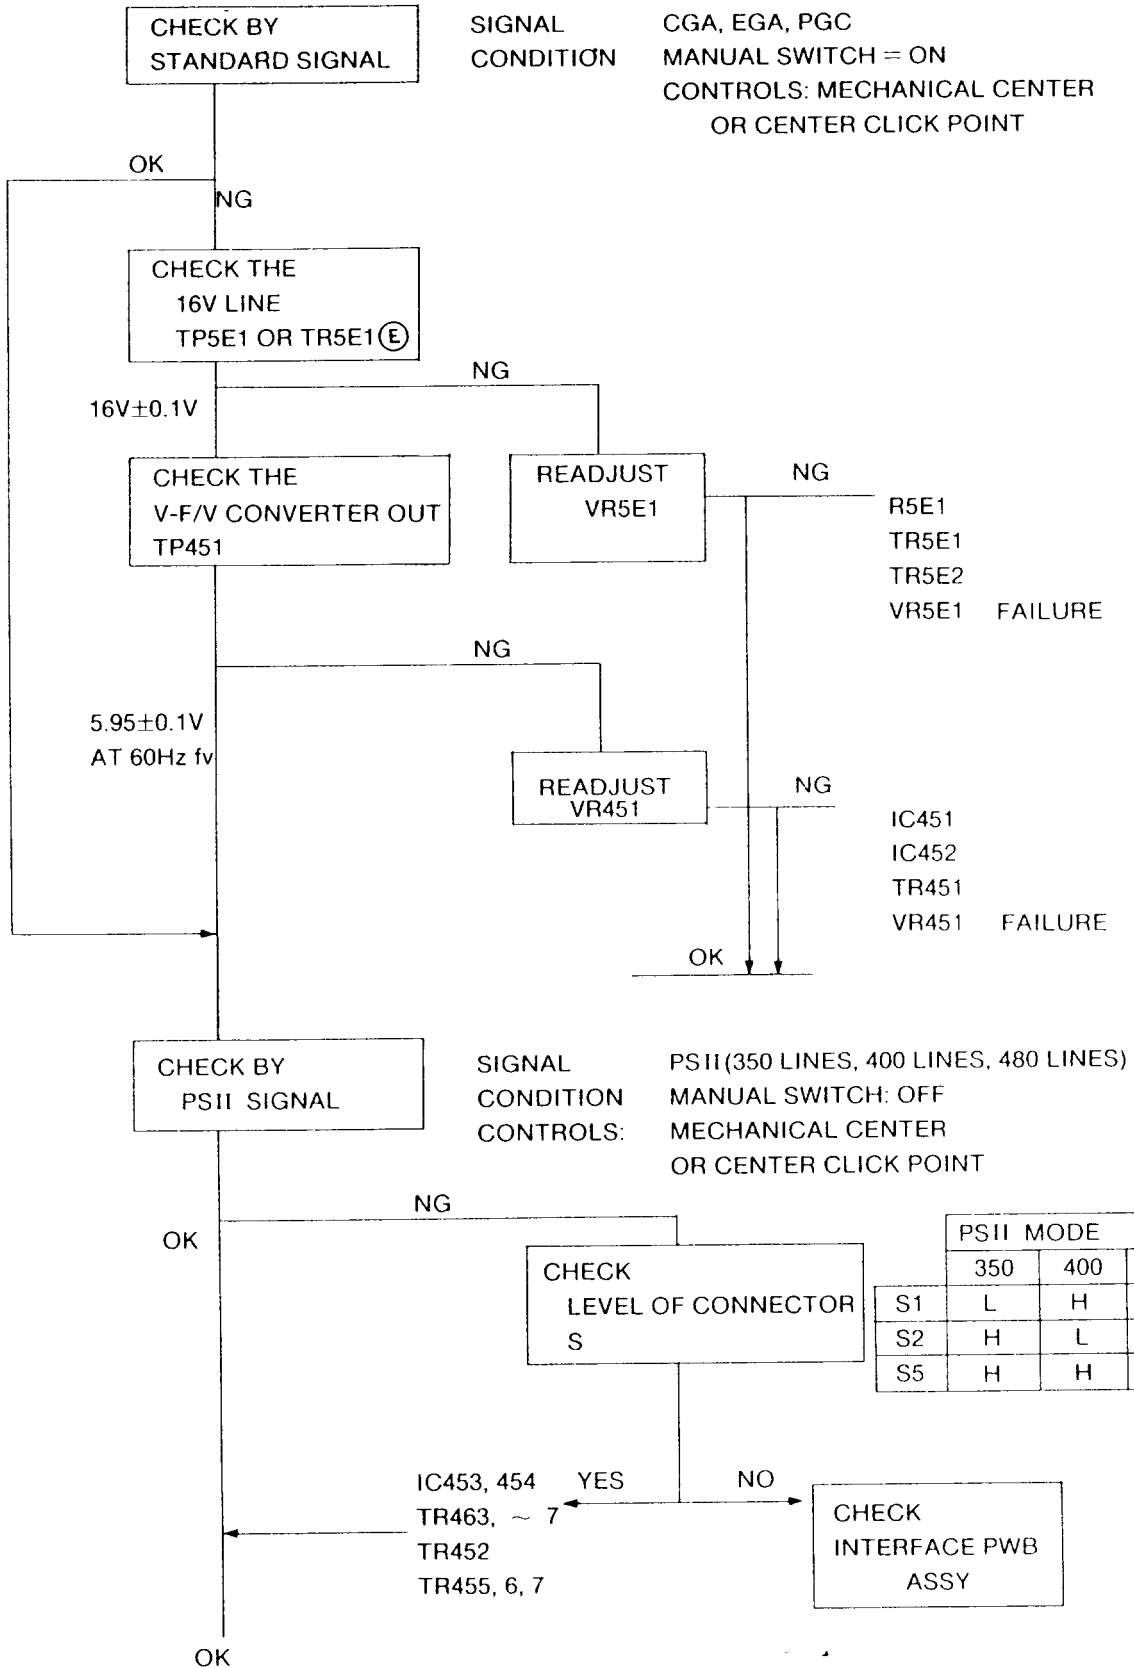 CHECK BY
STANDARD SIGNAL
SIGNAL CGA, EGA, PGC
CONDITION MANUAL SWITCH = ON
CONTROLS: MECHANICAL CENTER
OR CENTER CLICK POINT
OK
NG
CHECK THE
16V LINE
TP5E1 OR TR5E1 Ⓔ
NG
16V±0.1V
CHECK THE
V-F/V CONVERTER OUT
TP451
READJUST
VR5E1
NG
R5E1
TR5E1
TR5E2
VR5E1 FAILURE
NG
5.95±0.1V
AT 60Hz fv
READJUST
VR451
NG
IC451
IC452
TR451
VR451 FAILURE
OK
CHECK BY
PSII SIGNAL
SIGNAL PSII (350 LINES, 400 LINES, 480 LINES)
CONDITION MANUAL SWITCH: OFF
CONTROLS: MECHANICAL CENTER
OR CENTER CLICK POINT
NG
OK
CHECK
LEVEL OF CONNECTOR
S
PSII MODE
350 400
S1 L H
S2 H L
S5 H H
YES
NO
IC453, 454
TR463, ~ 7
TR452
TR455, 6, 7
CHECK
INTERFACE PWB
ASSY
OK